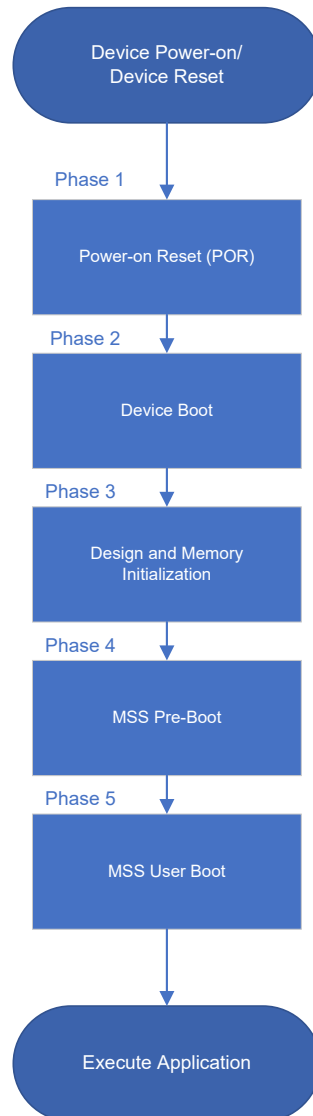 Device Power-on/
Device Reset
Phase 1
Power-on Reset (POR)
Phase 2
Device Boot
Phase 3
Design and Memory
Initialization
Phase 4
MSS Pre-Boot
Phase 5
MSS User Boot
Execute Application